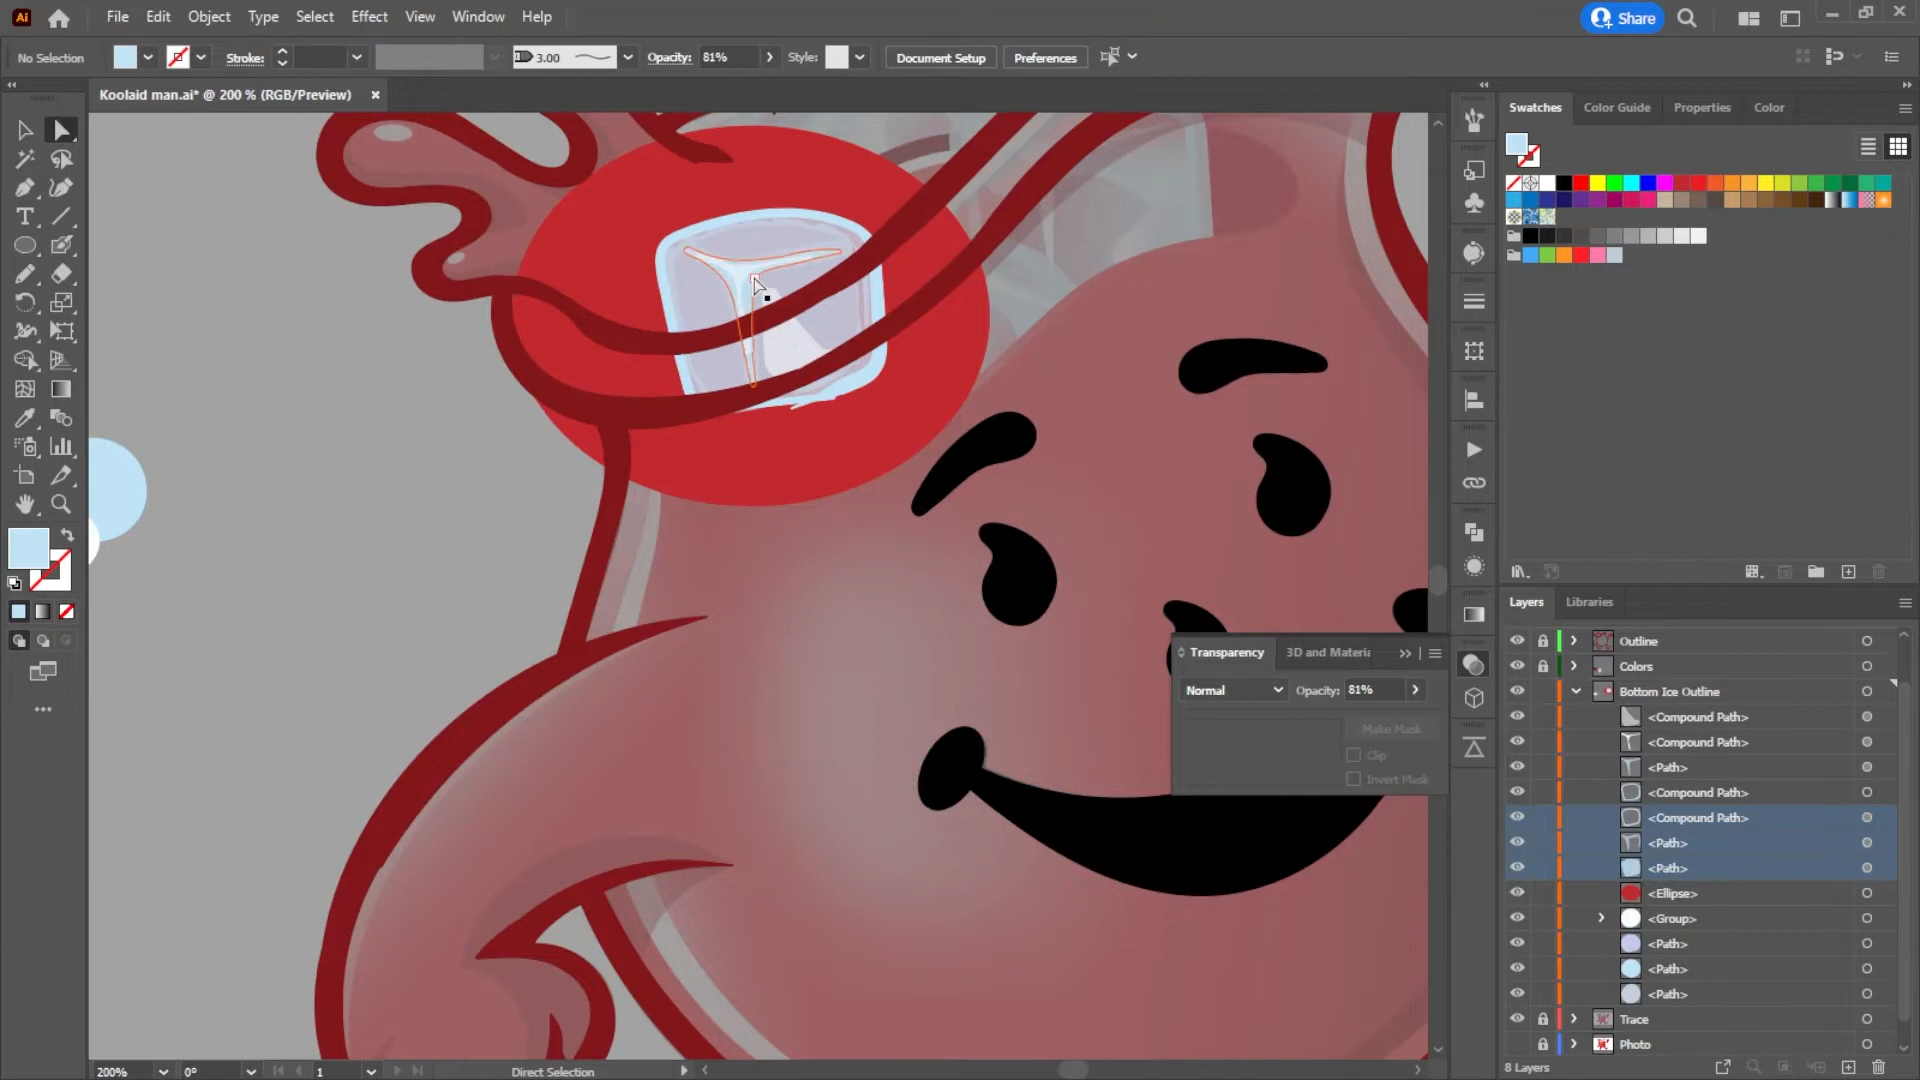 Ai File Edit Object Type Select Effect View Window Help Share
No Selection Stroke: 3.00 Opacity: 81% Style: Document Setup Preferences
Koolaid man.ai* @ 200 % (RGB/Preview) ×
Swatches Color Guide Properties Color
Transparency 3D and Materia
Normal Opacity: 81%
Make Mask
Clip
Invert Mask
Layers Libraries
Outline
Colors
Bottom Ice Outline
<Compound Path>
<Compound Path>
<Path>
<Compound Path>
<Compound Path>
<Path>
<Path>
<Ellipse>
<Group>
<Path>
<Path>
<Path>
Trace
Photo
200% 0° 1 Direct Selection 8 Layers